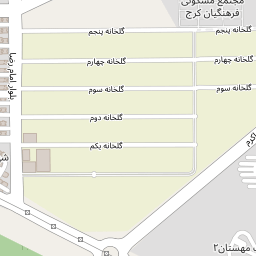 مجتمع مسکونی
فرهنگیان کرج
گلخانه پنجم
گلخانه پنجم
گلخانه چهارم
گلخانه چهارم
گلخانه سوم
گلخانه سوم
گلخانه دوم
گلخانه یکم
بلوار امام رضا
مهستان۲